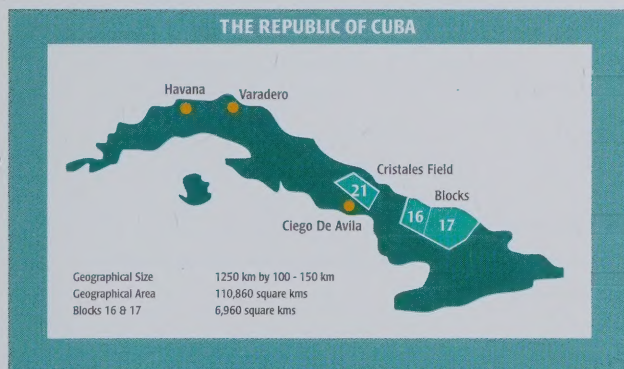 THE REPUBLIC OF CUBA
Havana
Varadero
Cristales Field
21
Blocks
16
17
Ciego De Avila
Geographical Size 1250 km by 100 - 150 km
Geographical Area 110,860 square kms
Blocks 16 & 17 6,960 square kms